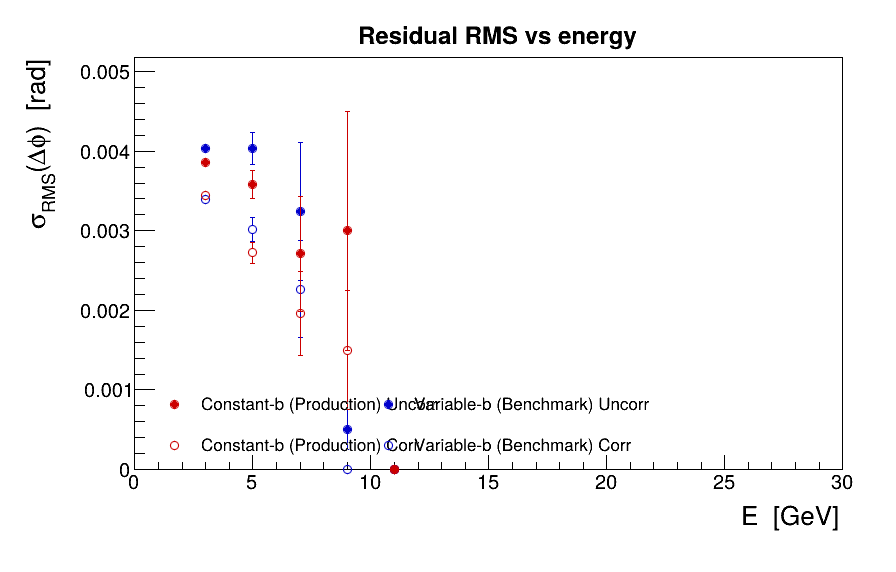 Residual RMS vs energy
σRMS(Δϕ) [rad]
0.005
0.004
0.003
0.002
0.001
0
Constant-b (Production) Uncorr
Variable-b (Benchmark) Uncorr
Constant-b (Production) Corr
Variable-b (Benchmark) Corr
0 5 10 15 20 25 30
E [GeV]